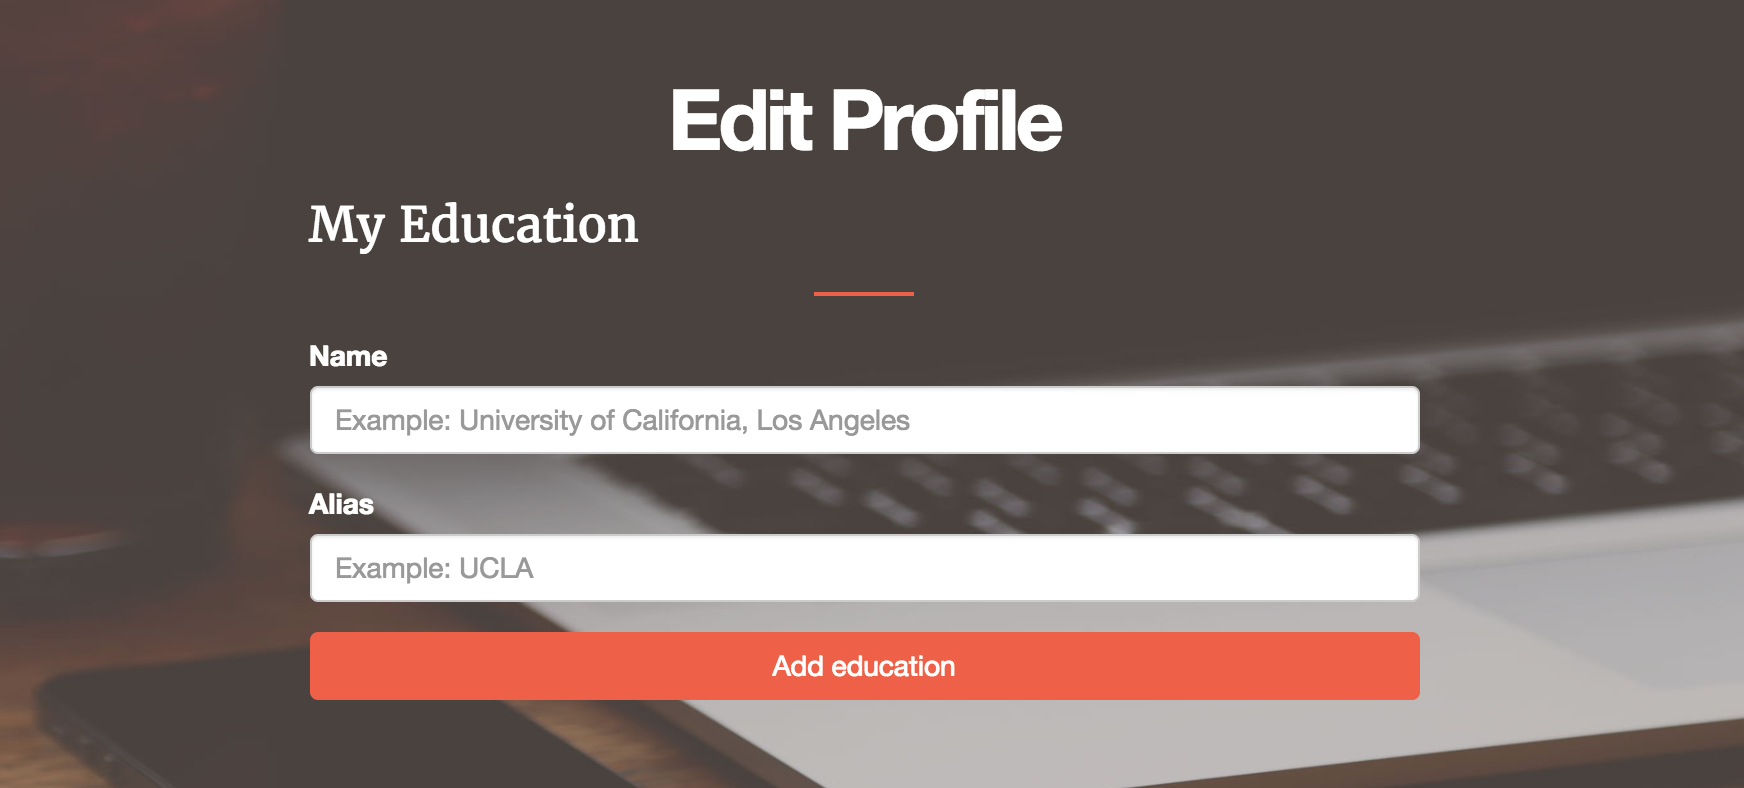 Edit Profile
My Education
Name
Example: University of California, Los Angeles
Alias
Example: UCLA
Add education